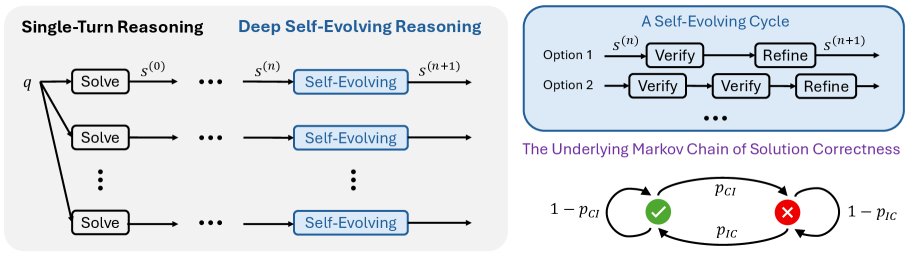 Single-Turn Reasoning
Deep Self-Evolving Reasoning
q
Solve
s^{(0)}
•••
s^{(n)}
Self-Evolving
s^{(n+1)}
Solve
•••
Self-Evolving
Solve
•••
Self-Evolving
A Self-Evolving Cycle
Option 1
s^{(n)}
Verify
Refine
s^{(n+1)}
Option 2
Verify
Verify
Refine
•••
The Underlying Markov Chain of Solution Correctness
1 − p_{CI}
p_{CI}
p_{IC}
1 − p_{IC}